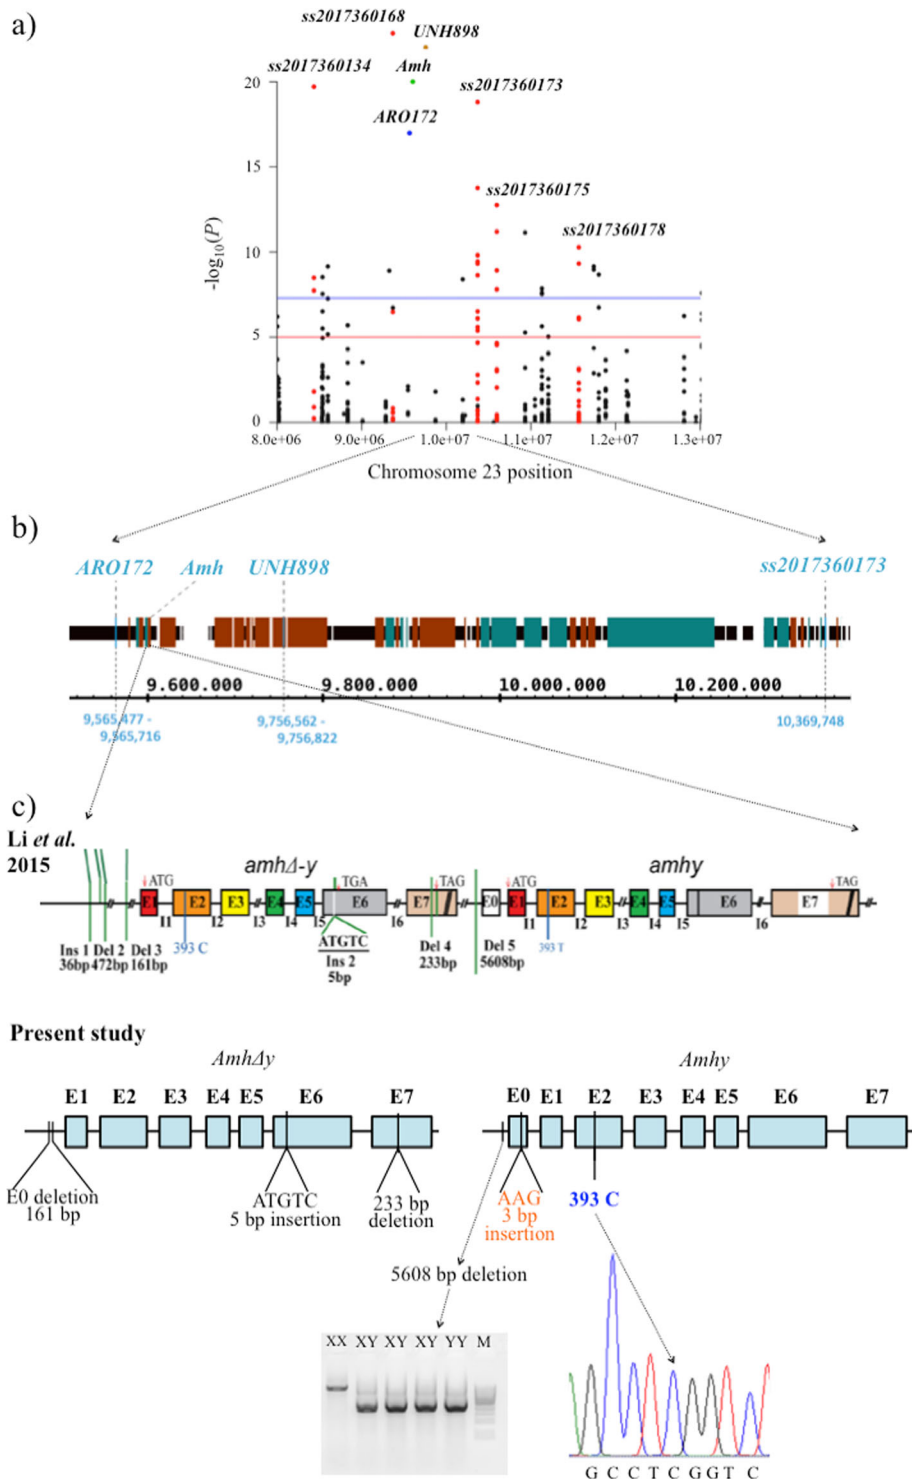 a)
ss2017360168
UNH898
ss2017360134
Amh
ss2017360173
ARO172
ss2017360175
ss2017360178
-log10(P)
20
15
10
5
0
8.0e+06 9.0e+06 1.0e+07 1.1e+07 1.2e+07 1.3e+07
Chromosome 23 position
b)
ARO172 Amh UNH898 ss2017360173
9.600.000 9.800.000 10.000.000 10.200.000
9,565,477 - 9,756,562 - 10,369,748
9,565,716 9,756,822
c)
Li et al.
2015
amhΔ-y amhy
ATG TGA TAG ATG TAG
E1 E2 E3 E4 E5 E6 E7 E0 E1 E2 E3 E4 E5 E6 E7
I1 I2 I3 I4 I5 I6 I1 I2 I3 I4 I5 I6
Ins 1 Del 2 Del 3 393 C ATGTC Del 4 Del 5 393 T
36bp 472bp 161bp Ins 2 233bp 5608bp
5bp
Present study
AmhΔy Amhy
E1 E2 E3 E4 E5 E6 E7 E0 E1 E2 E3 E4 E5 E6 E7
E0 deletion ATGTC 233 bp AAG 393 C
161 bp 5 bp insertion deletion 3 bp
insertion
5608 bp deletion
XX XY XY XY YY M
G C C T C G G T C